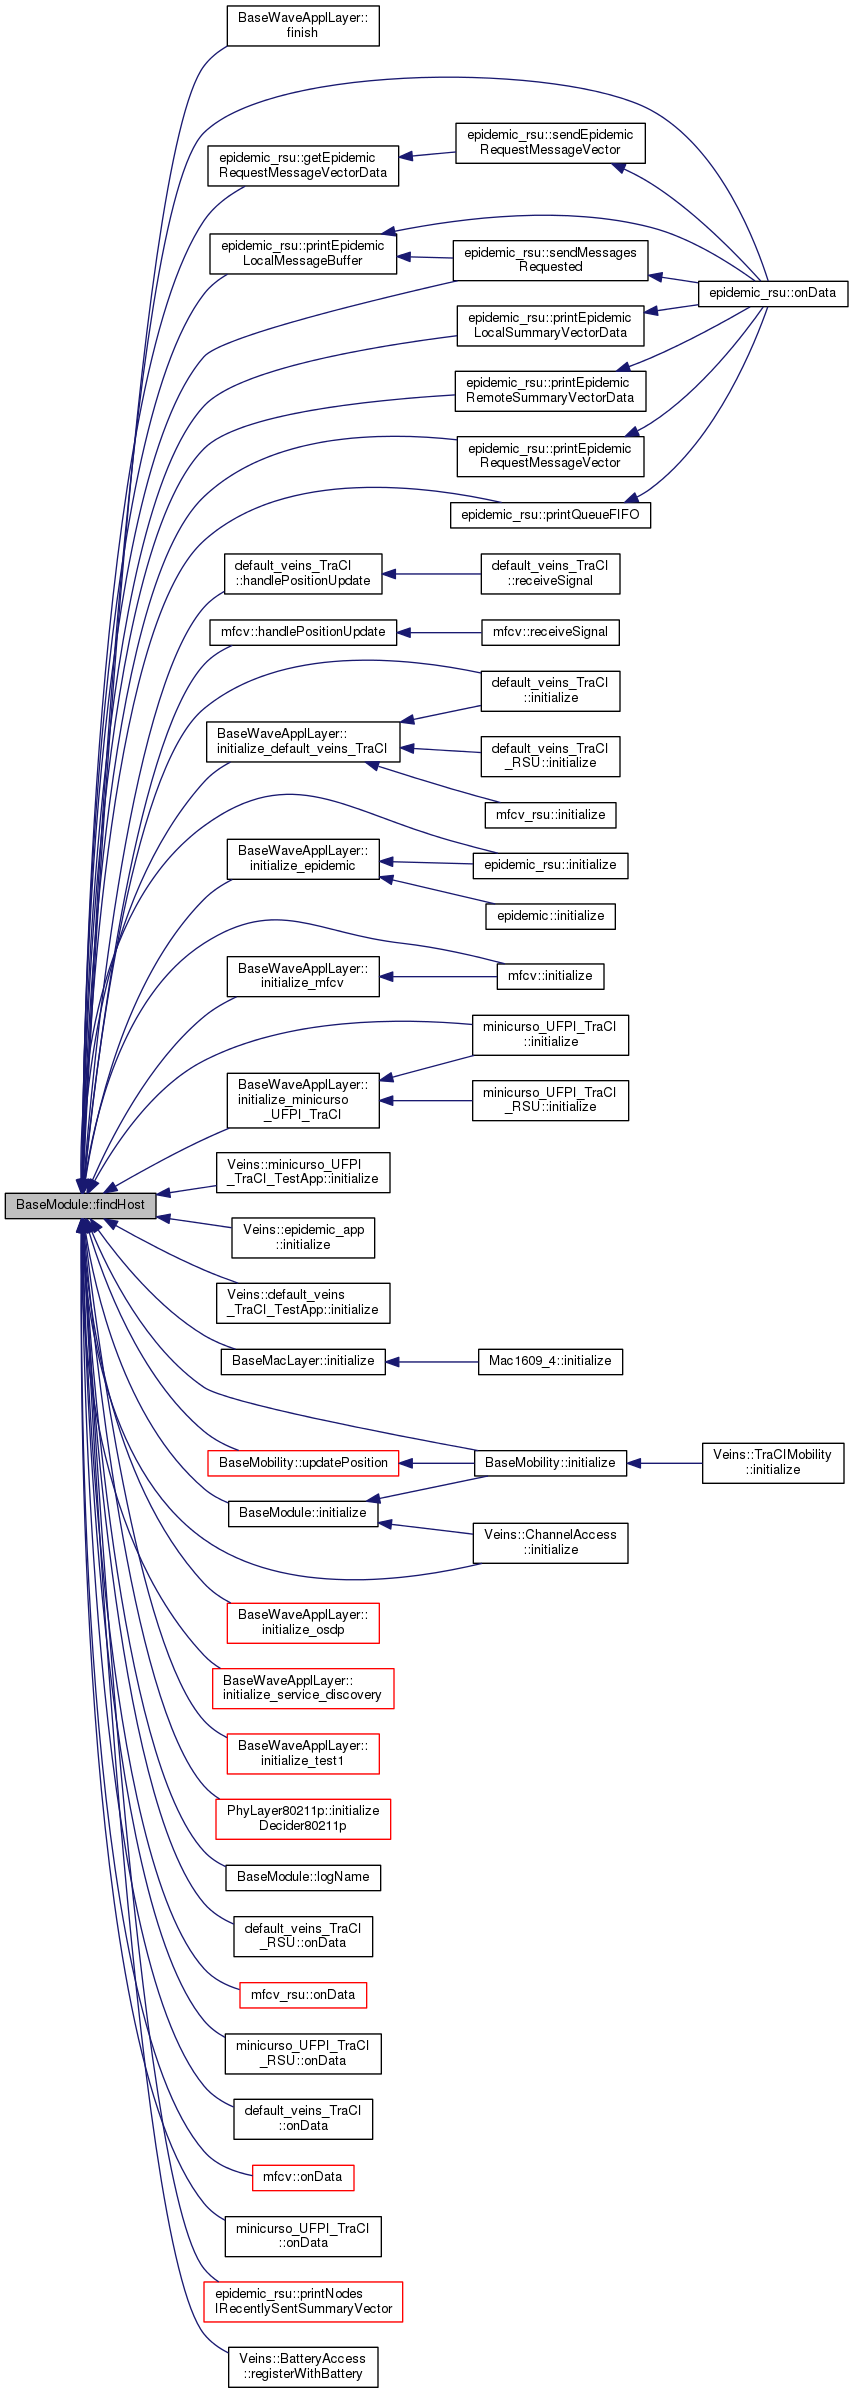 BaseWaveApplLayer::
finish
epidemic_rsu::sendEpidemic
RequestMessageVector
epidemic_rsu::getEpidemic
RequestMessageVectorData
epidemic_rsu::printEpidemic
LocalMessageBuffer
epidemic_rsu::sendMessages
Requested
epidemic_rsu::onData
epidemic_rsu::printEpidemic
LocalSummaryVectorData
epidemic_rsu::printEpidemic
RemoteSummaryVectorData
epidemic_rsu::printEpidemic
RequestMessageVector
epidemic_rsu::printQueueFIFO
default_veins_TraCI
::handlePositionUpdate
default_veins_TraCI
::receiveSignal
mfcv::handlePositionUpdate
mfcv::receiveSignal
default_veins_TraCI
::initialize
BaseWaveApplLayer::
initialize_default_veins_TraCI
default_veins_TraCI
_RSU::initialize
mfcv_rsu::initialize
BaseWaveApplLayer::
initialize_epidemic
epidemic_rsu::initialize
epidemic::initialize
BaseWaveApplLayer::
initialize_mfcv
mfcv::initialize
minicurso_UFPI_TraCI
::initialize
BaseWaveApplLayer::
initialize_minicurso
_UFPI_TraCI
minicurso_UFPI_TraCI
_RSU::initialize
Veins::minicurso_UFPI
_TraCI_TestApp::initialize
BaseModule::findHost
Veins::epidemic_app
::initialize
Veins::default_veins
_TraCI_TestApp::initialize
BaseMacLayer::initialize
Mac1609_4::initialize
BaseMobility::updatePosition
BaseMobility::initialize
Veins::TraCIMobility
::initialize
BaseModule::initialize
Veins::ChannelAccess
::initialize
BaseWaveApplLayer::
initialize_osdp
BaseWaveApplLayer::
initialize_service_discovery
BaseWaveApplLayer::
initialize_test1
PhyLayer80211p::initialize
Decider80211p
BaseModule::logName
default_veins_TraCI
_RSU::onData
mfcv_rsu::onData
minicurso_UFPI_TraCI
_RSU::onData
default_veins_TraCI
::onData
mfcv::onData
minicurso_UFPI_TraCI
::onData
epidemic_rsu::printNodes
IRecentlySentSummaryVector
Veins::BatteryAccess
::registerWithBattery